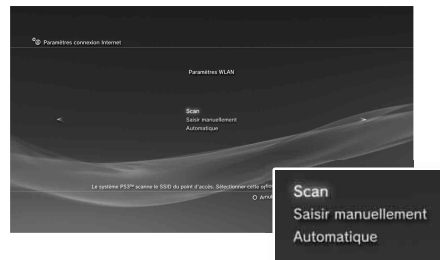 Paramètres connexion Internet
Paramètres WLAN
Scan
Saisir manuellement
Automatique
Le système PS3™ scanne le SSID du point d'accès. Sélectionner cette
Scan
Saisir manuellement
Automatique